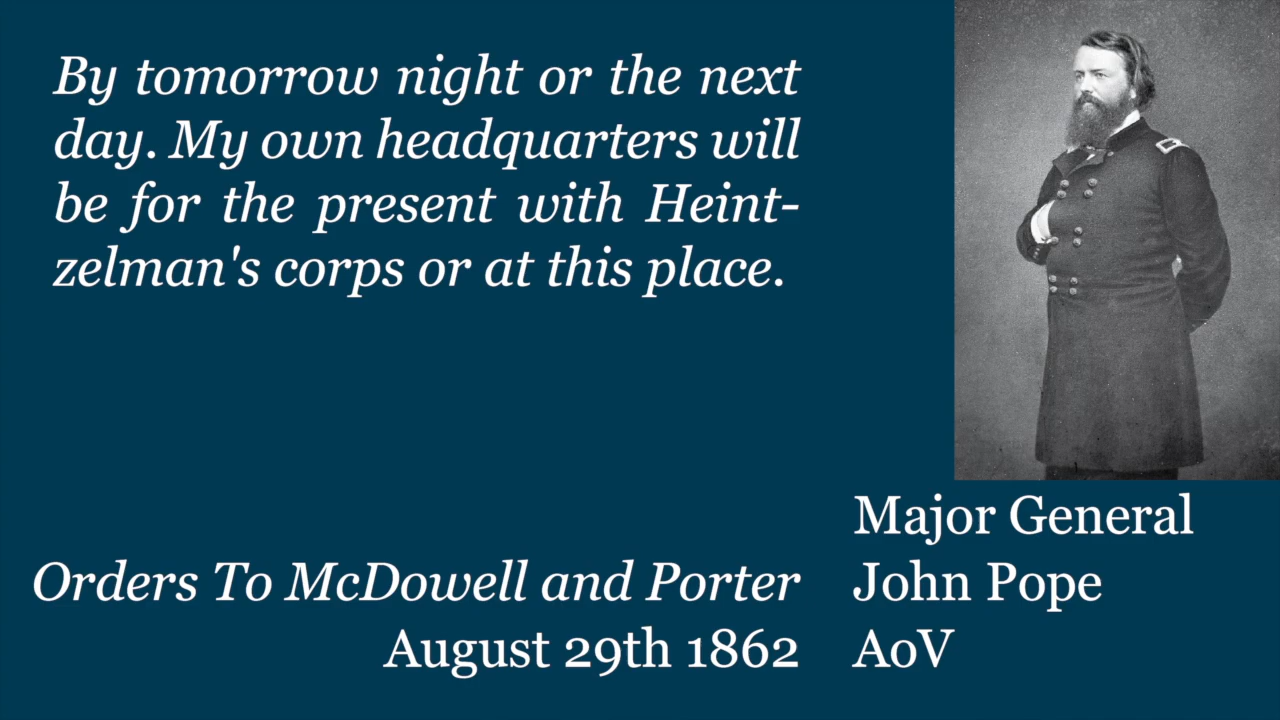 By tomorrow night or the next
day. My own headquarters will
be for the present with Heint-
zelman's corps or at this place.
Orders To McDowell and Porter
August 29th 1862
Major General
John Pope
AoV